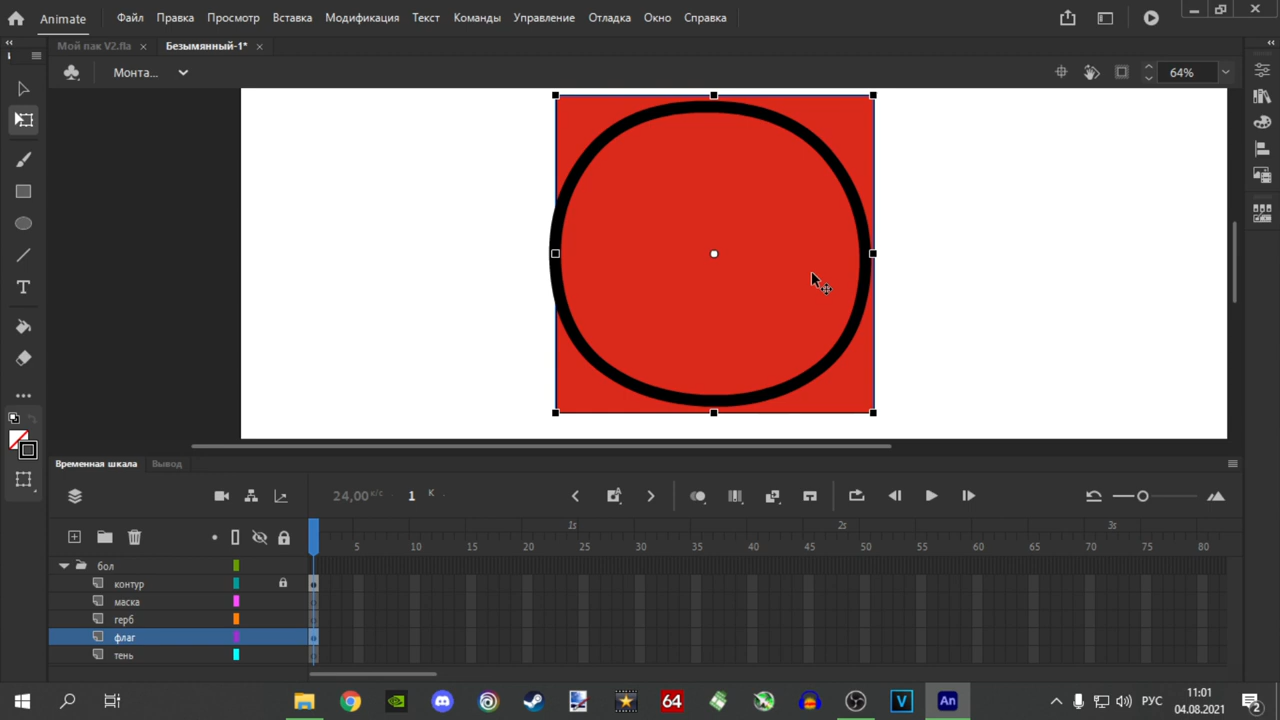 Animate Файл Правка Просмотр Вставка Модификация Текст Команды Управление Отладка Окно Справка
Мой пак V2.fla Безымянный-1*
Монта... 64%
T
Временная шкала Вывод
24,00 к/с 1 К
1s 2s 3s
5 10 15 20 25 30 35 40 45 50 55 60 65 70 75 80
бол
контур
маска
герб
флаг
тень
64 V An РУС 11:01
04.08.2021 2